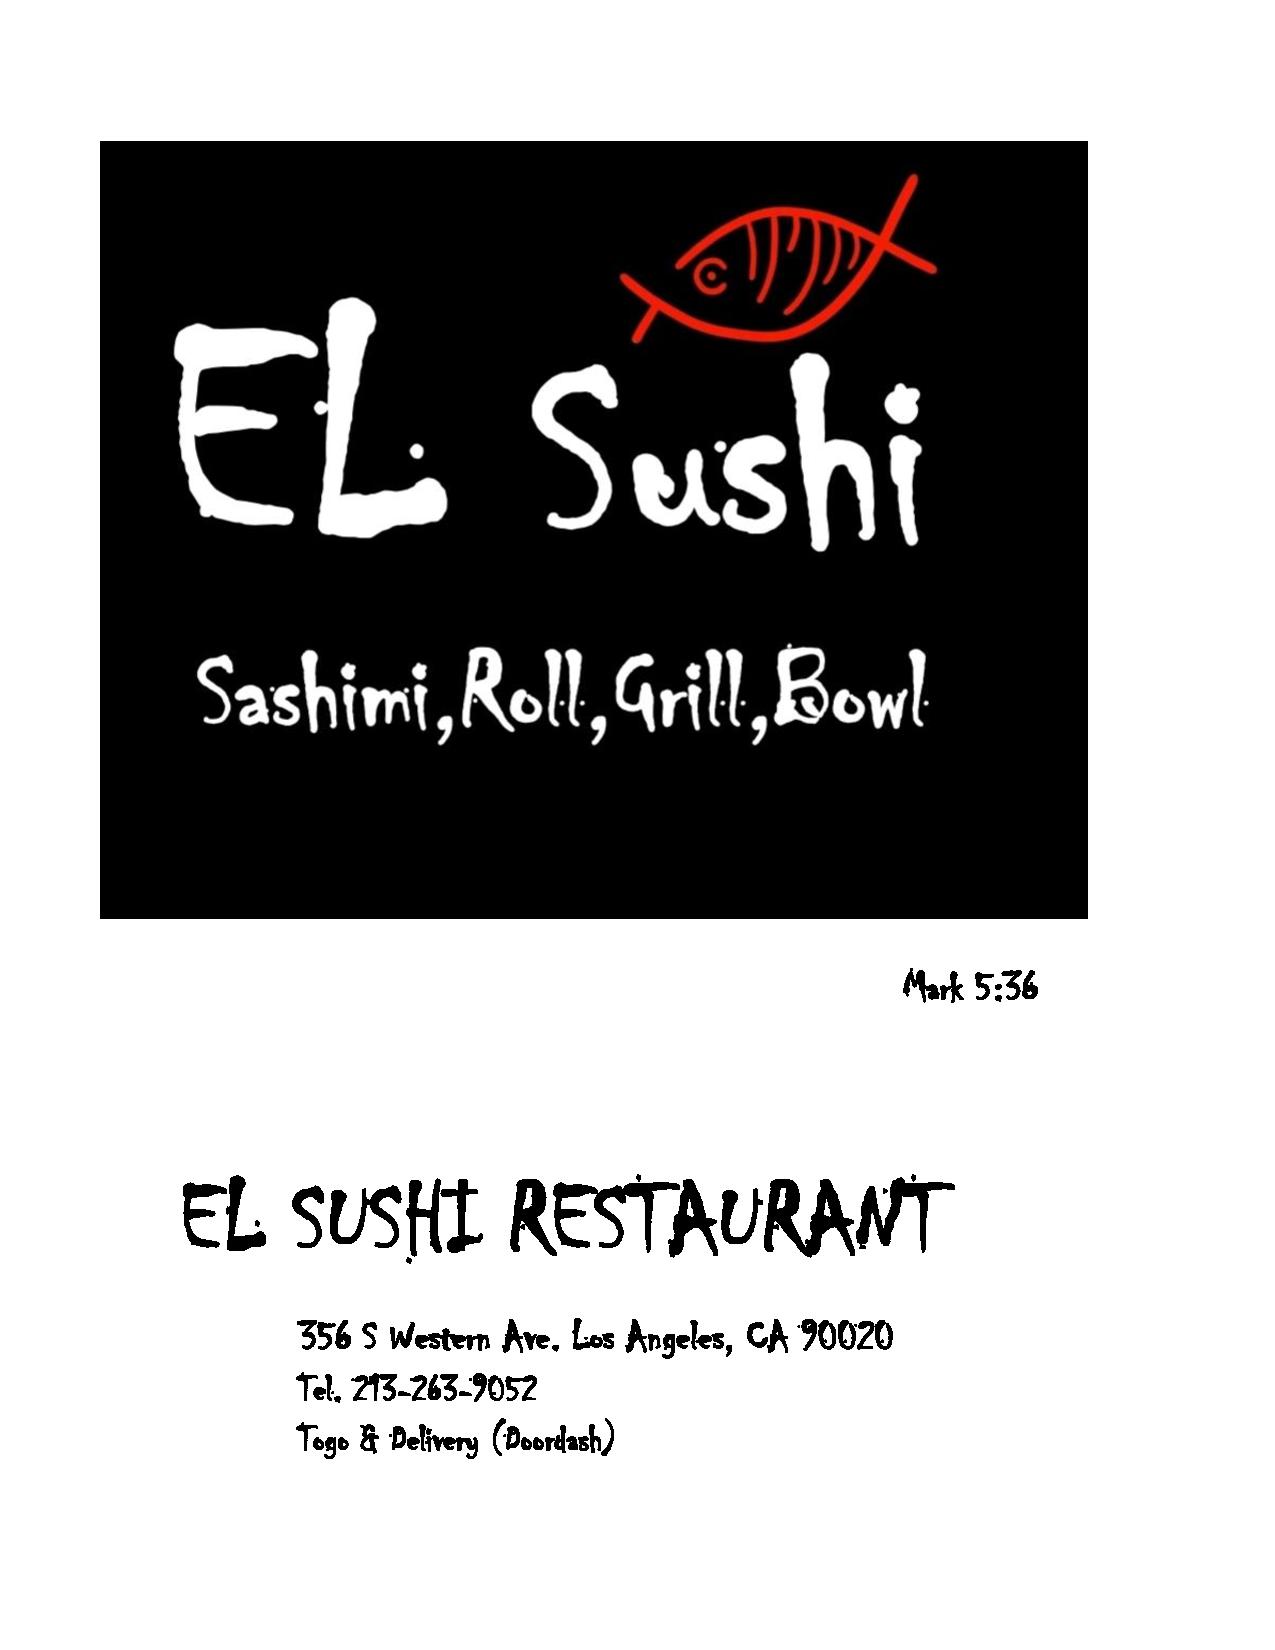 EL Sushi
Sashimi,Roll,Grill,Bowl
Mark 5:36
EL SUSHI RESTAURANT
356 S Western Ave. Los Angeles, CA 90020
Tel. 213-263-9052
Togo & Delivery (Doordash)